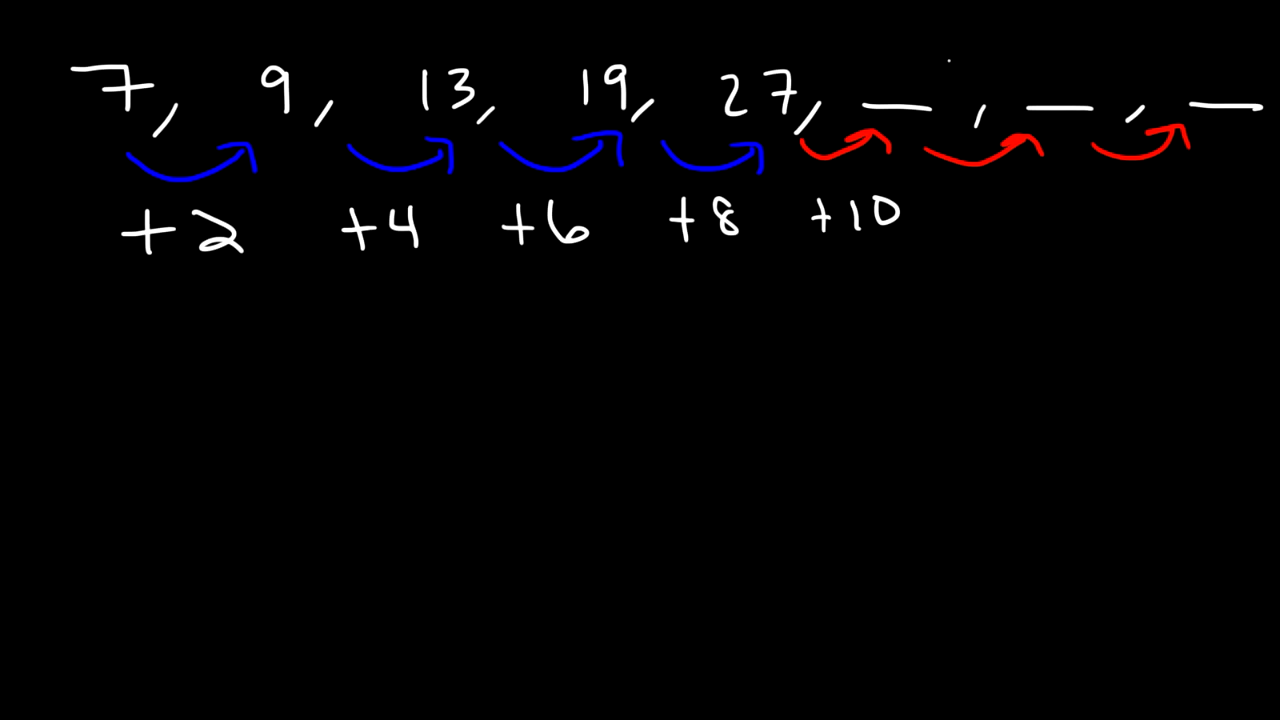 7, 9, 13, 19, 27, __, __, __
+2 +4 +6 +8 +10